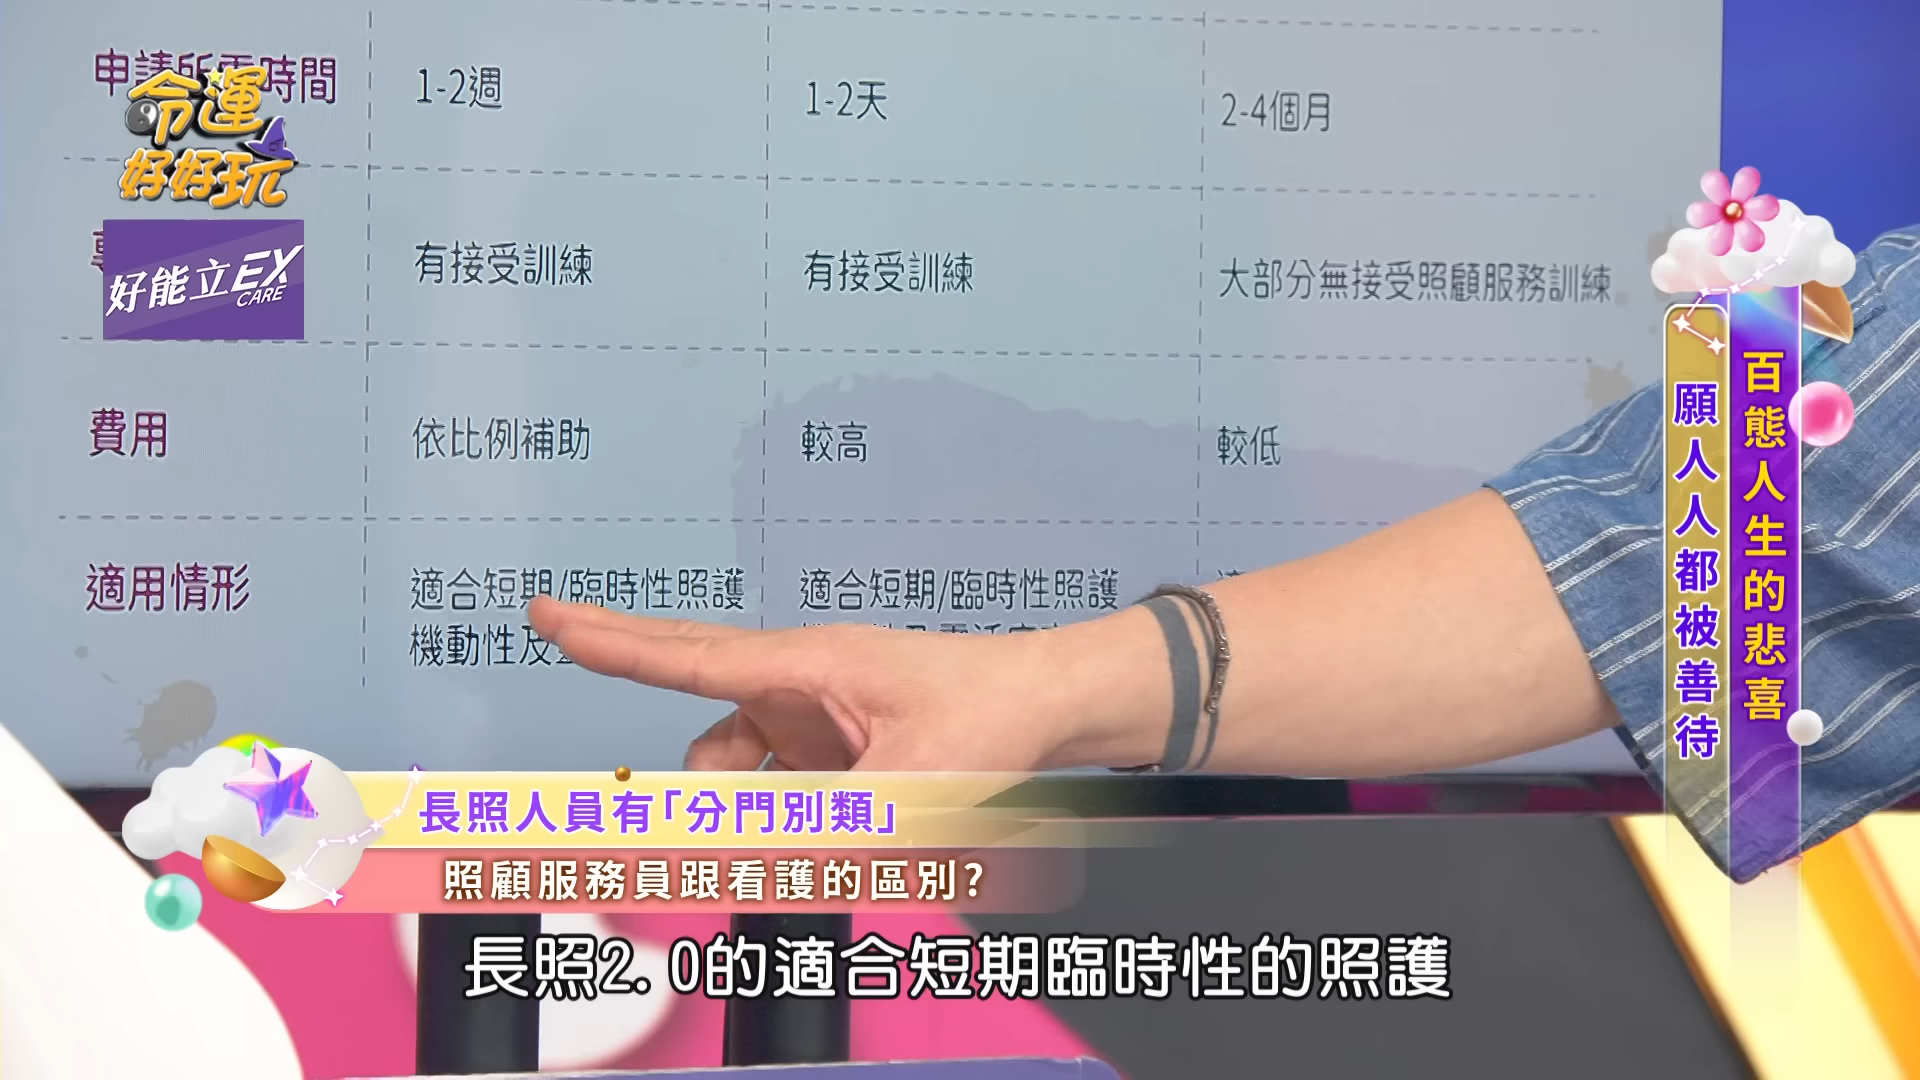 申請所需時間
1-2週
1-2天
2-4個月
命運
好好玩
好能立EX
CARE
有接受訓練
有接受訓練
大部分無接受照顧服務訓練
費用
依比例補助
較高
較低
適用情形
適合短期/臨時性照護
機動性及
適合短期/臨時性照護
百態人生的悲喜
願人人都被善待
長照人員有「分門別類」
照顧服務員跟看護的區別?
長照2.0的適合短期臨時性的照護